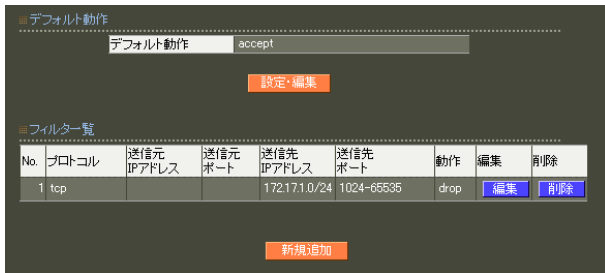 デフォルト動作
デフォルト動作 accept
設定・編集
フィルタ一覧
No. プロトコル 送信元IPアドレス 送信元ポート 送信先IPアドレス 送信先ポート 動作 編集 削除
1 tcp 172.17.1.0/24 1024-65535 drop 編集 削除
新規追加